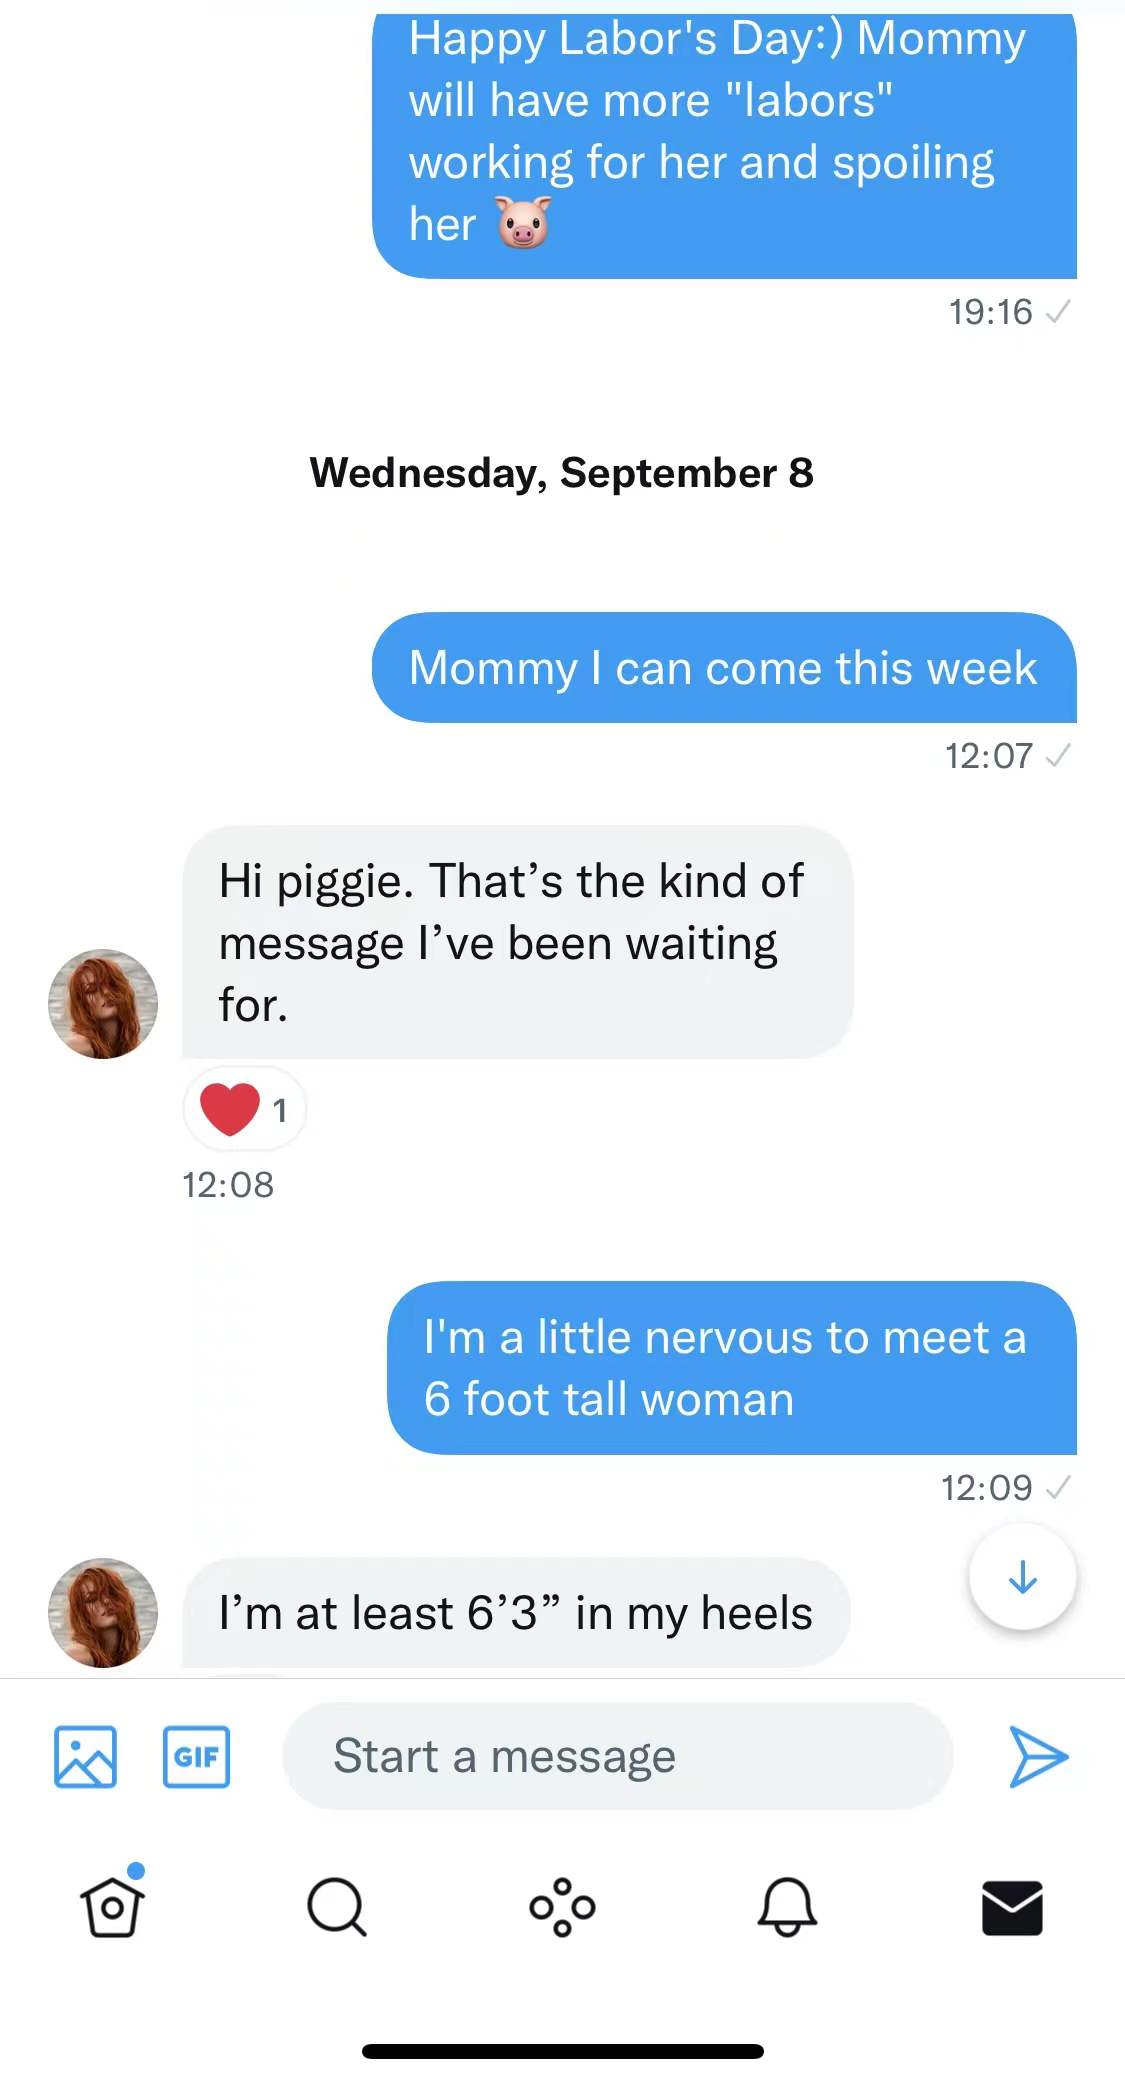 Happy Labor's Day:) Mommy
will have more "labors"
working for her and spoiling
her 🐷
19:16 ✓
Wednesday, September 8
Mommy I can come this week
12:07 ✓
Hi piggie. That’s the kind of
message I’ve been waiting
for.
❤️ 1
12:08
I'm a little nervous to meet a
6 foot tall woman
12:09 ✓
I’m at least 6’3” in my heels
GIF
Start a message